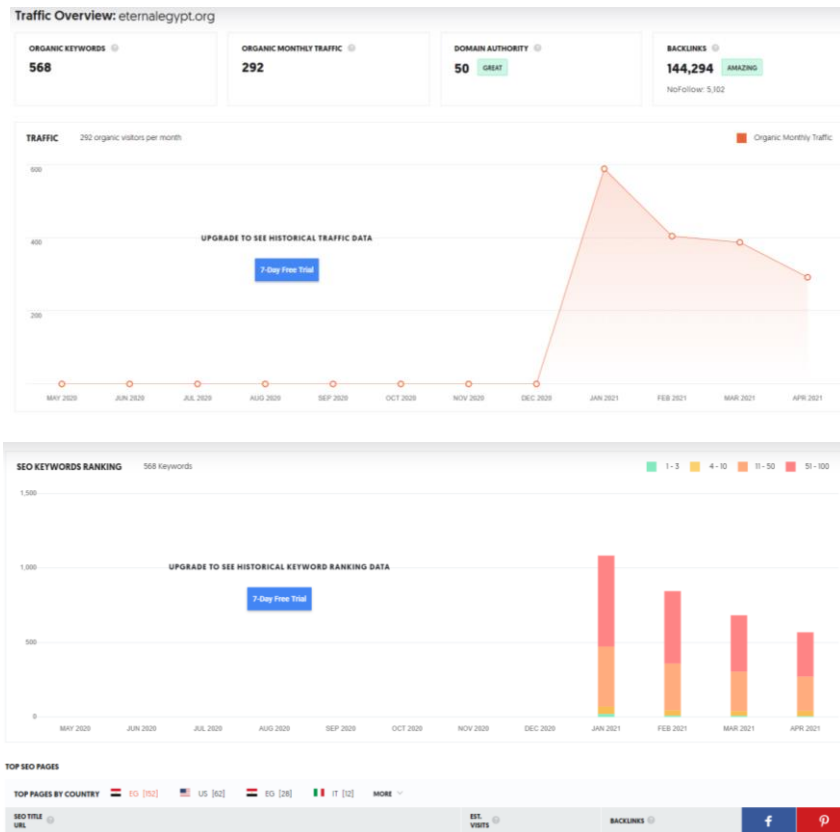 Traffic Overview: eternalegypt.org
ORGANIC KEYWORDS
568
ORGANIC MONTHLY TRAFFIC
292
DOMAIN AUTHORITY
50 GREAT
BACKLINKS
144,294 AMAZING
NoFollow: 5,102
TRAFFIC 292 organic visitors per month
Organic Monthly Traffic
600
400
200
UPGRADE TO SEE HISTORICAL TRAFFIC DATA
7-Day Free Trial
MAY 2020 JUN 2020 JUL 2020 AUG 2020 SEP 2020 OCT 2020 NOV 2020 DEC 2020 JAN 2021 FEB 2021 MAR 2021 APR 2021
SEO KEYWORDS RANKING 568 Keywords
1 - 3 4 - 10 11 - 50 51 - 100
1,500
1,000
500
0
UPGRADE TO SEE HISTORICAL KEYWORD RANKING DATA
7-Day Free Trial
MAY 2020 JUN 2020 JUL 2020 AUG 2020 SEP 2020 OCT 2020 NOV 2020 DEC 2020 JAN 2021 FEB 2021 MAR 2021 APR 2021
TOP SEO PAGES
TOP PAGES BY COUNTRY EG [152] US [62] EG [28] IT [12] MORE
SEO TITLE
URL
EST.
VISITS
BACKLINKS